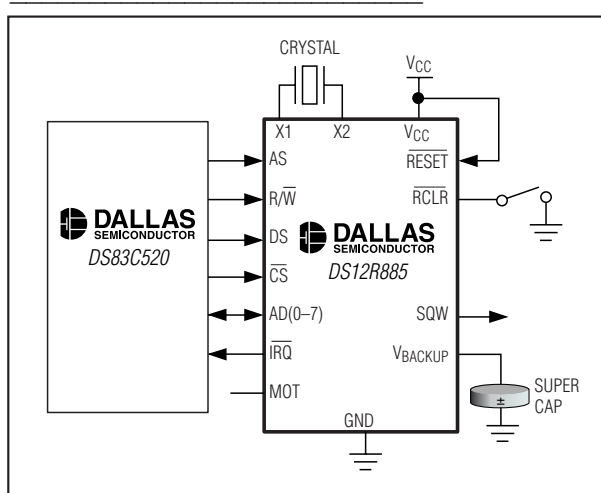 CRYSTAL
VCC
X1
X2
VCC
AS
RESET
R/W
RCLR
DALLAS
SEMICONDUCTOR
DS83C520
DS
DALLAS
SEMICONDUCTOR
DS12R885
CS
AD(0–7)
SQW
IRQ
VBACKUP
MOT
SUPER
CAP
±
GND